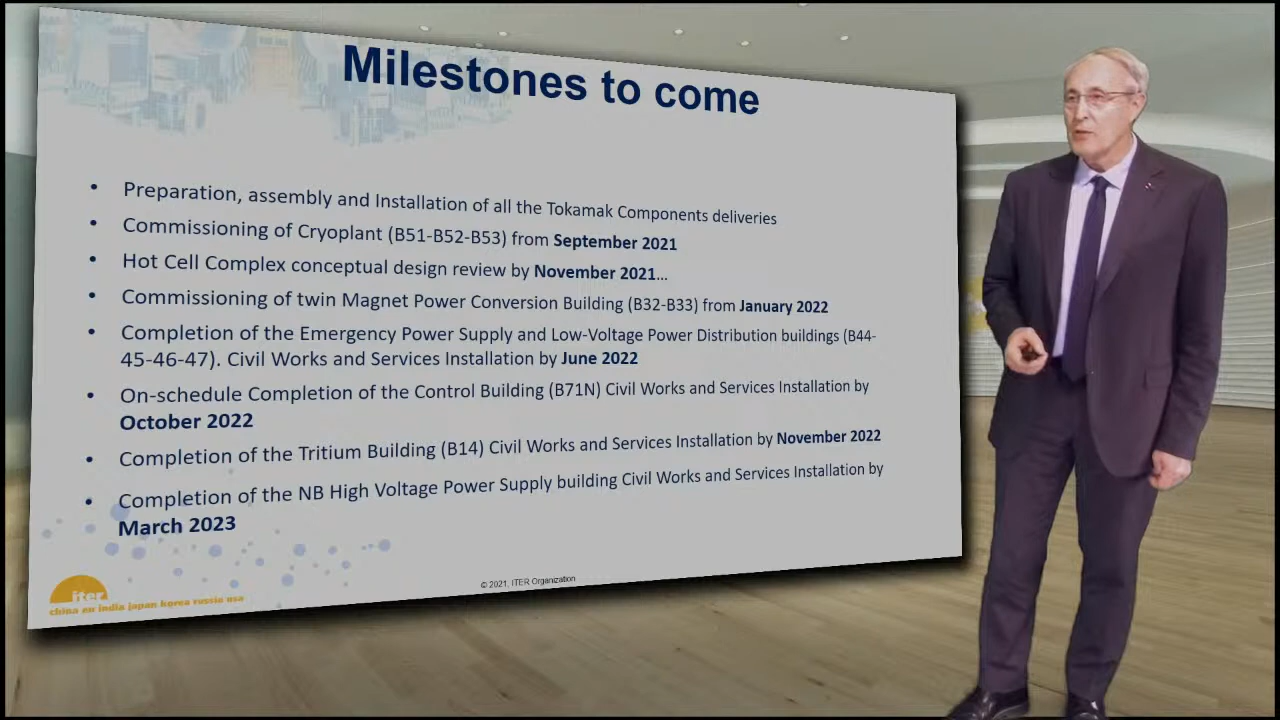 Milestones to come
• Preparation, assembly and Installation of all the Tokamak Components deliveries
• Commissioning of Cryoplant (B51-B52-B53) from September 2021
• Hot Cell Complex conceptual design review by November 2021...
• Commissioning of twin Magnet Power Conversion Building (B32-B33) from January 2022
• Completion of the Emergency Power Supply and Low-Voltage Power Distribution buildings (B44-
45-46-47). Civil Works and Services Installation by June 2022
• On-schedule Completion of the Control Building (B71N) Civil Works and Services Installation by
October 2022
• Completion of the Tritium Building (B14) Civil Works and Services Installation by November 2022
• Completion of the NB High Voltage Power Supply building Civil Works and Services Installation by
March 2023
iter
china eu india japan korea russia usa
© 2021, ITER Organization